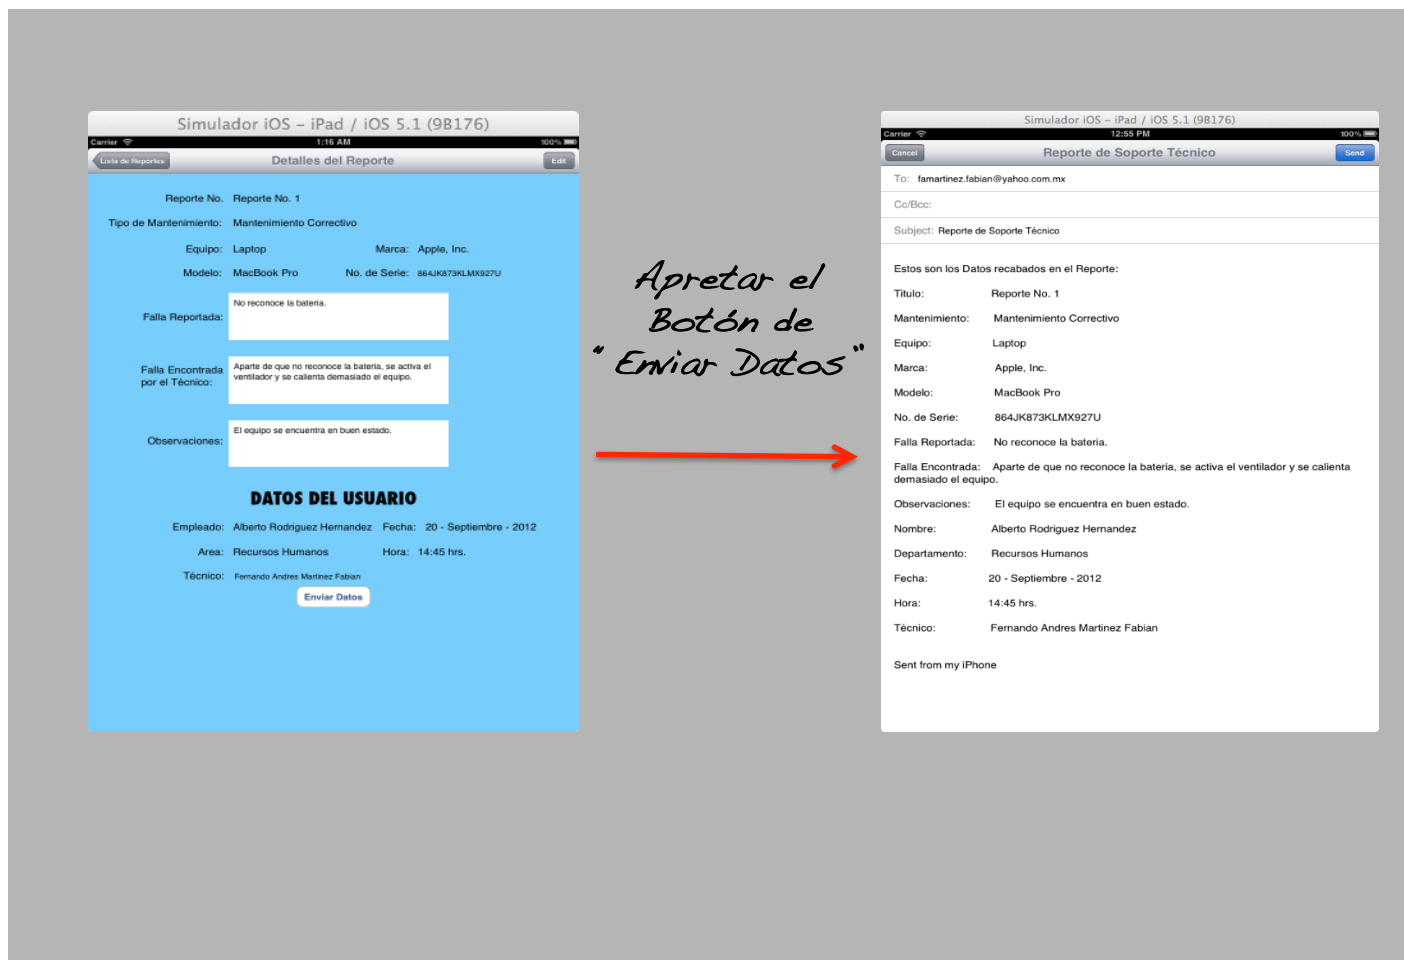 Simulador iOS – iPad / iOS 5.1 (9B176)
Carrier 1:16 AM 100%
Lista de Reportes Detalles del Reporte Edit
Reporte No. Reporte No. 1
Tipo de Mantenimiento: Mantenimiento Correctivo
Equipo: Laptop Marca: Apple, Inc.
Modelo: MacBook Pro No. de Serie: 864JK873KLMX927U
Falla Reportada: No reconoce la bateria.
Falla Encontrada
por el Técnico:
Aparte de que no reconoce la bateria, se activa el
ventilador y se calienta demasiado el equipo.
Observaciones: El equipo se encuentra en buen estado.
DATOS DEL USUARIO
Empleado: Alberto Rodriguez Hernandez Fecha: 20 - Septiembre - 2012
Area: Recursos Humanos Hora: 14:45 hrs.
Técnico: Fernando Andres Martinez Fabian
Enviar Datos
Apretar el
Botón de
"Enviar Datos"
Simulador iOS – iPad / iOS 5.1 (9B176)
Carrier 12:55 PM 100%
Cancel Reporte de Soporte Técnico Send
To: famartinez.fabian@yahoo.com.mx
Cc/Bcc:
Subject: Reporte de Soporte Técnico
Estos son los Datos recabados en el Reporte:
Titulo: Reporte No. 1
Mantenimiento: Mantenimiento Correctivo
Equipo: Laptop
Marca: Apple, Inc.
Modelo: MacBook Pro
No. de Serie: 864JK873KLMX927U
Falla Reportada: No reconoce la bateria.
Falla Encontrada: Aparte de que no reconoce la bateria, se activa el ventilador y se calienta
demasiado el equipo.
Observaciones: El equipo se encuentra en buen estado.
Nombre: Alberto Rodriguez Hernandez
Departamento: Recursos Humanos
Fecha: 20 - Septiembre - 2012
Hora: 14:45 hrs.
Técnico: Fernando Andres Martinez Fabian
Sent from my iPhone